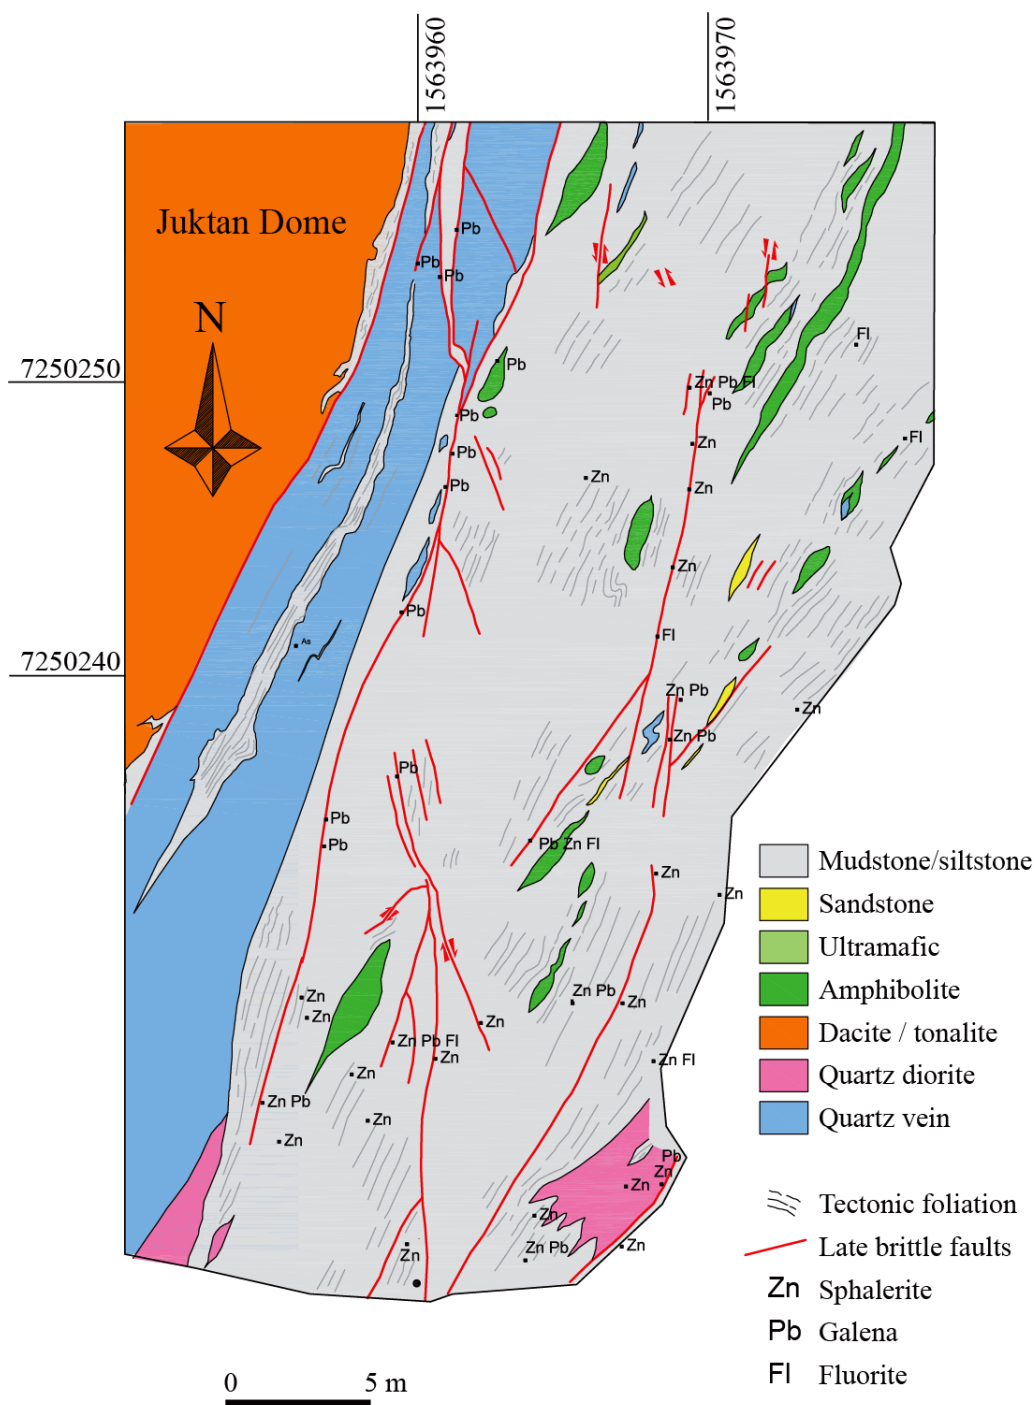 1563960
1563970
Juktan Dome
N
Pb
Pb
Pb
Fl
7250250
Pb
Zn Pb Fl
Pb
Pb
Fl
Zn
Pb
Zn
Pb
Zn
Zn
Pb
Fl
As
7250240
Zn Pb
Zn
Zn Pb
Pb
Pb
Pb Zn Fl
Pb
Zn
Zn
Zn
Zn Pb
Zn
Zn
Zn
Zn Pb Fl
Zn
Zn Fl
Zn
Zn Pb
Zn
Zn
Pb
Zn
Zn
Zn
Zn
Zn Pb
Zn
Mudstone/siltstone
Sandstone
Ultramafic
Amphibolite
Dacite / tonalite
Quartz diorite
Quartz vein
Tectonic foliation
Late brittle faults
Zn Sphalerite
Pb Galena
Fl Fluorite
0 5 m